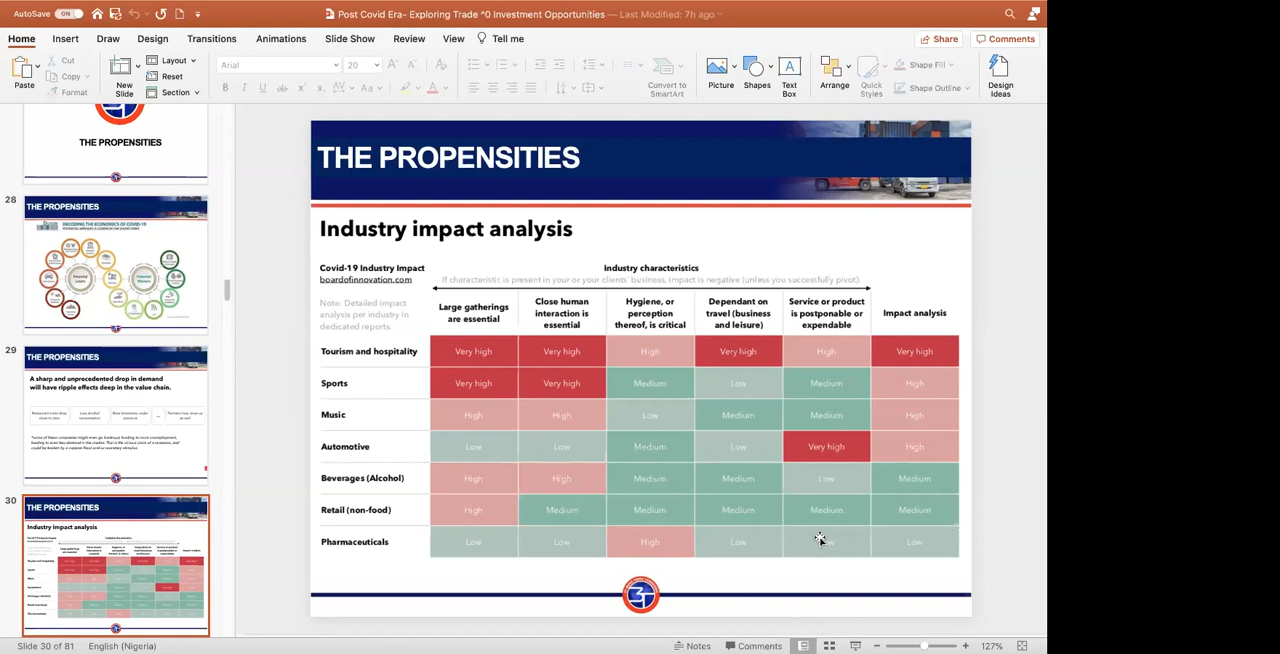 AutoSave ON
Post Covid Era- Exploring Trade ^0 Investment Opportunities — Last Modified: 7h ago
Home Insert Draw Design Transitions Animations Slide Show Review View Tell me Share Comments
Paste Cut Copy Format New Slide Layout Reset Section Arial 20 Convert to SmartArt Picture Shapes Text Box Arrange Quick Styles Shape Fill Shape Outline Design Ideas
THE PROPENSITIES
28
THE PROPENSITIES
DECODING THE ECONOMICS OF COVID-19
29
THE PROPENSITIES
A sharp and unprecedented drop in demand
will have ripple effects deep in the value chain.
30
THE PROPENSITIES
Industry impact analysis
THE PROPENSITIES
Industry impact analysis
Covid-19 Industry Impact
boardofinnovation.com
Note: Detailed impact
analysis per industry in
dedicated reports.
Industry characteristics
If characteristic is present in your or your clients' business, impact is negative (unless you successfully pivot).
Large gatherings are essential
Close human interaction is essential
Hygiene, or perception thereof, is critical
Dependant on travel (business and leisure)
Service or product is postponable or expendable
Impact analysis
Tourism and hospitality Very high Very high High Very high High Very high
Sports Very high Very high Medium Low Medium High
Music High High Low Medium Medium High
Automotive Low Low Medium Low Very high High
Beverages (Alcohol) High High Medium Medium Low Medium
Retail (non-food) High Medium Medium Medium Medium Medium
Pharmaceuticals Low Low High Low Low
Slide 30 of 81 English (Nigeria) Notes Comments 127%